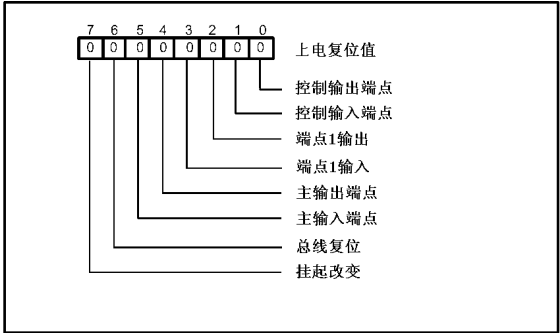 7 6 5 4 3 2 1 0
0 0 0 0 0 0 0 0 上电复位值
控制输出端点
控制输入端点
端点1输出
端点1输入
主输出端点
主输入端点
总线复位
挂起改变